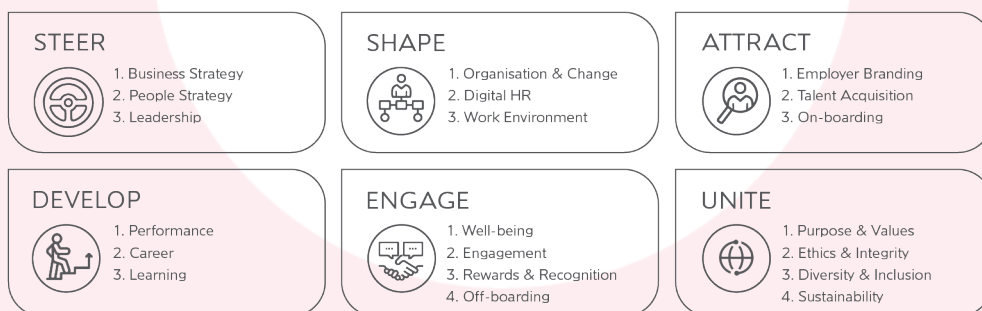 STEER
1. Business Strategy
2. People Strategy
3. Leadership
SHAPE
1. Organisation & Change
2. Digital HR
3. Work Environment
ATTRACT
1. Employer Branding
2. Talent Acquisition
3. On-boarding
DEVELOP
1. Performance
2. Career
3. Learning
ENGAGE
1. Well-being
2. Engagement
3. Rewards & Recognition
4. Off-boarding
UNITE
1. Purpose & Values
2. Ethics & Integrity
3. Diversity & Inclusion
4. Sustainability